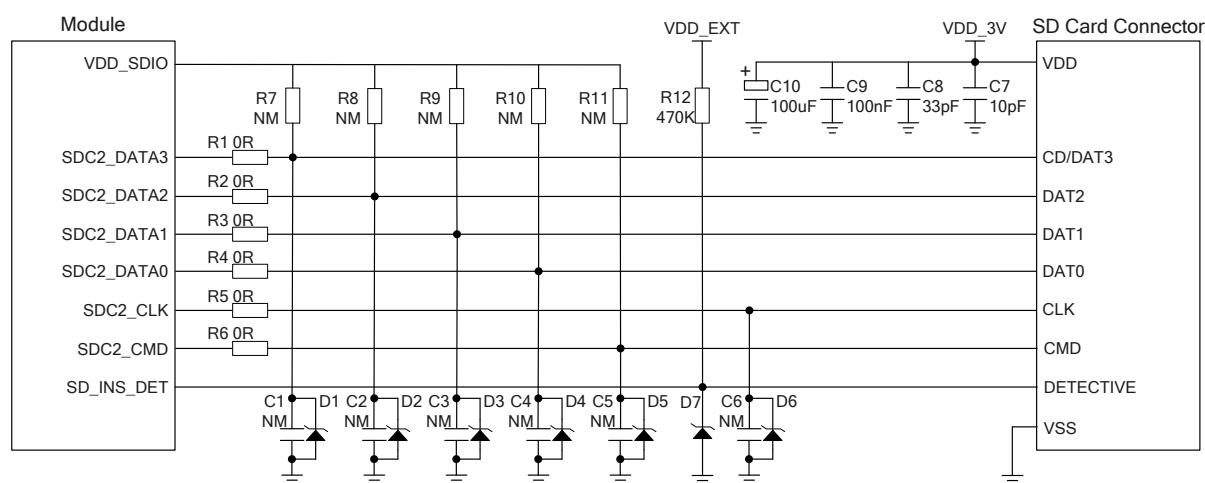 Module
VDD_EXT
VDD_3V
SD Card Connector
VDD_SDIO
VDD
R7
NM
R8
NM
R9
NM
R10
NM
R11
NM
R12
470K
+
C10
100uF
C9
100nF
C8
33pF
C7
10pF
R1 0R
SDC2_DATA3
CD/DAT3
R2 0R
SDC2_DATA2
DAT2
R3 0R
SDC2_DATA1
DAT1
R4 0R
SDC2_DATA0
DAT0
R5 0R
SDC2_CLK
CLK
R6 0R
SDC2_CMD
CMD
SD_INS_DET
DETECTIVE
C1
NM
D1
C2
NM
D2
C3
NM
D3
C4
NM
D4
C5
NM
D5
D7
C6
NM
D6
VSS